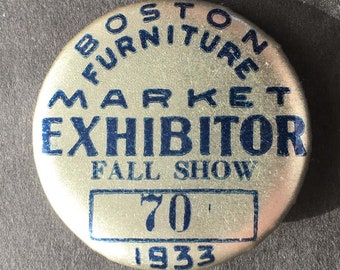 BOSTON
FURNITURE
MARKET
EXHIBITOR
FALL SHOW
70
1933